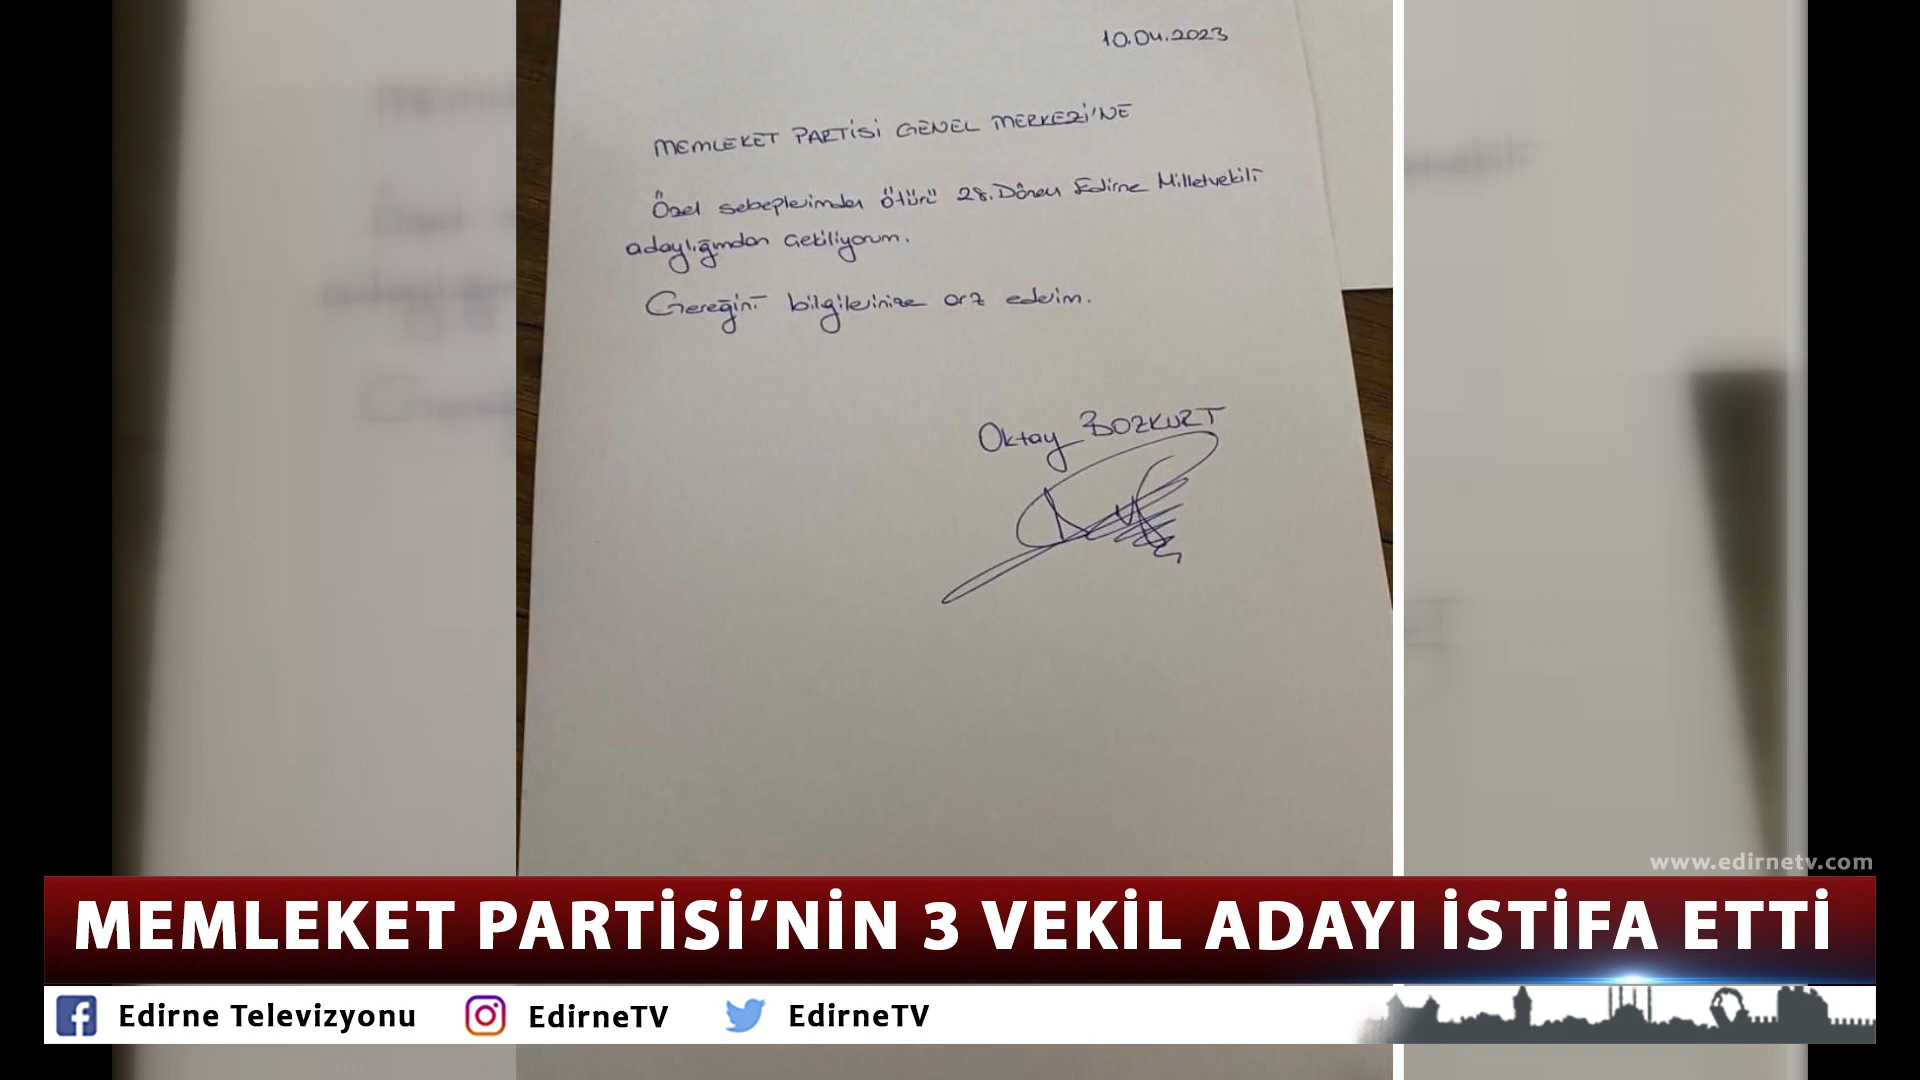 10.04.2023
MEMLEKET PARTİSİ GENEL MERKEZİ'NE
Özel sebeplerimden ötürü 28. Dönem Edirne Milletvekili
adaylığımdan çekiliyorum.
Gereğini bilgilerinize arz ederim.
Oktay BOZKURT
www.edirnetv.com
MEMLEKET PARTİSİ'NİN 3 VEKİL ADAYI İSTİFA ETTİ
Edirne Televizyonu EdirneTV EdirneTV